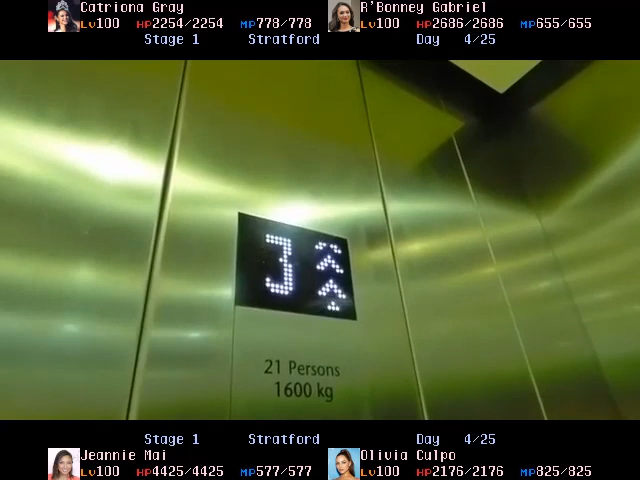 Catriona Gray
Lv100 HP2254/2254 MP778/778
R'Bonney Gabriel
Lv100 HP2686/2686 MP655/655
Stage 1 Stratford Day 4/25
3
21 Persons
1600 kg
Stage 1 Stratford Day 4/25
Jeannie Mai
Lv100 HP4425/4425 MP577/577
Olivia Culpo
Lv100 HP2176/2176 MP825/825